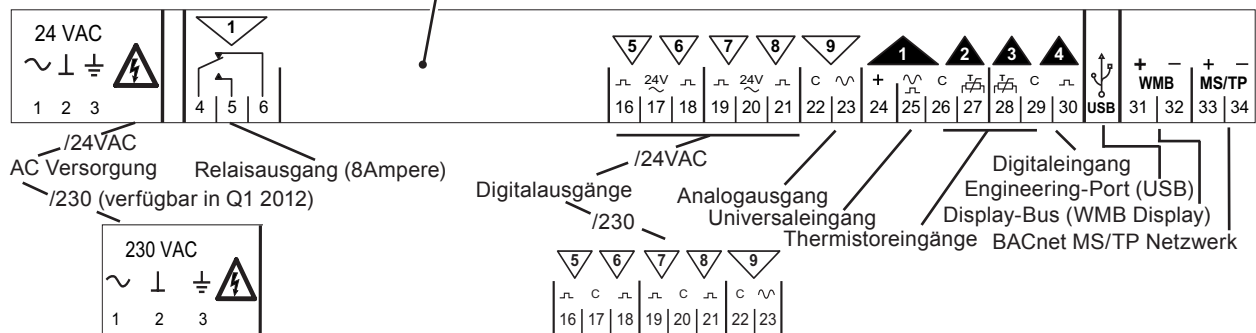 24 VAC
1 2 3
1
4 5 6
5 6 7 8 9 1 2 3 4
24V 24V C + C C
16 17 18 19 20 21 22 23 24 25 26 27 28 29 30
USB
+ − + −
WMB MS/TP
31 32 33 34
/24VAC
AC Versorgung
/230 (verfügbar in Q1 2012)
Relaisausgang (8Ampere)
/24VAC
Digitalausgänge
/230
Analogausgang
Universaleingang
Thermistoreingänge
Digitaleingang
Engineering-Port (USB)
Display-Bus (WMB Display)
BACnet MS/TP Netzwerk
230 VAC
1 2 3
5 6 7 8 9
C C C
16 17 18 19 20 21 22 23